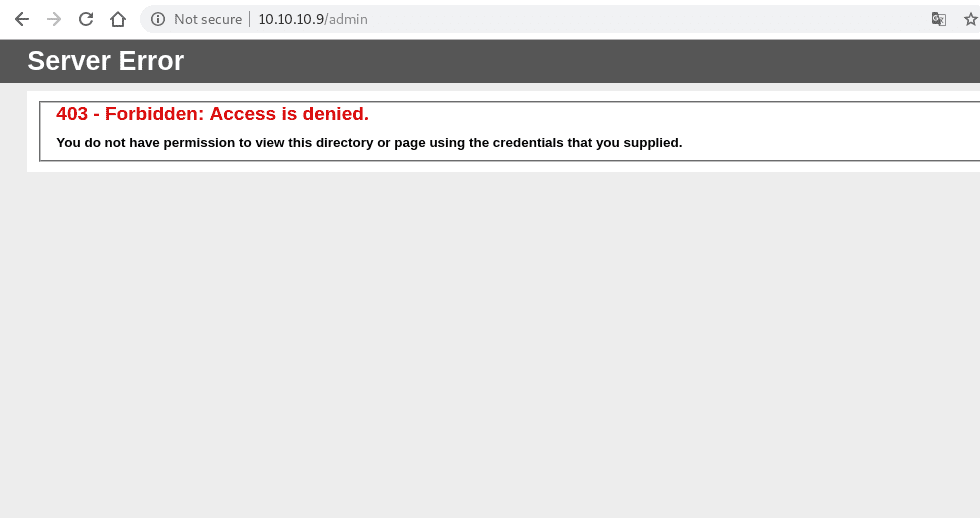 Not secure | 10.10.10.9/admin
Server Error
403 - Forbidden: Access is denied.
You do not have permission to view this directory or page using the credentials that you supplied.